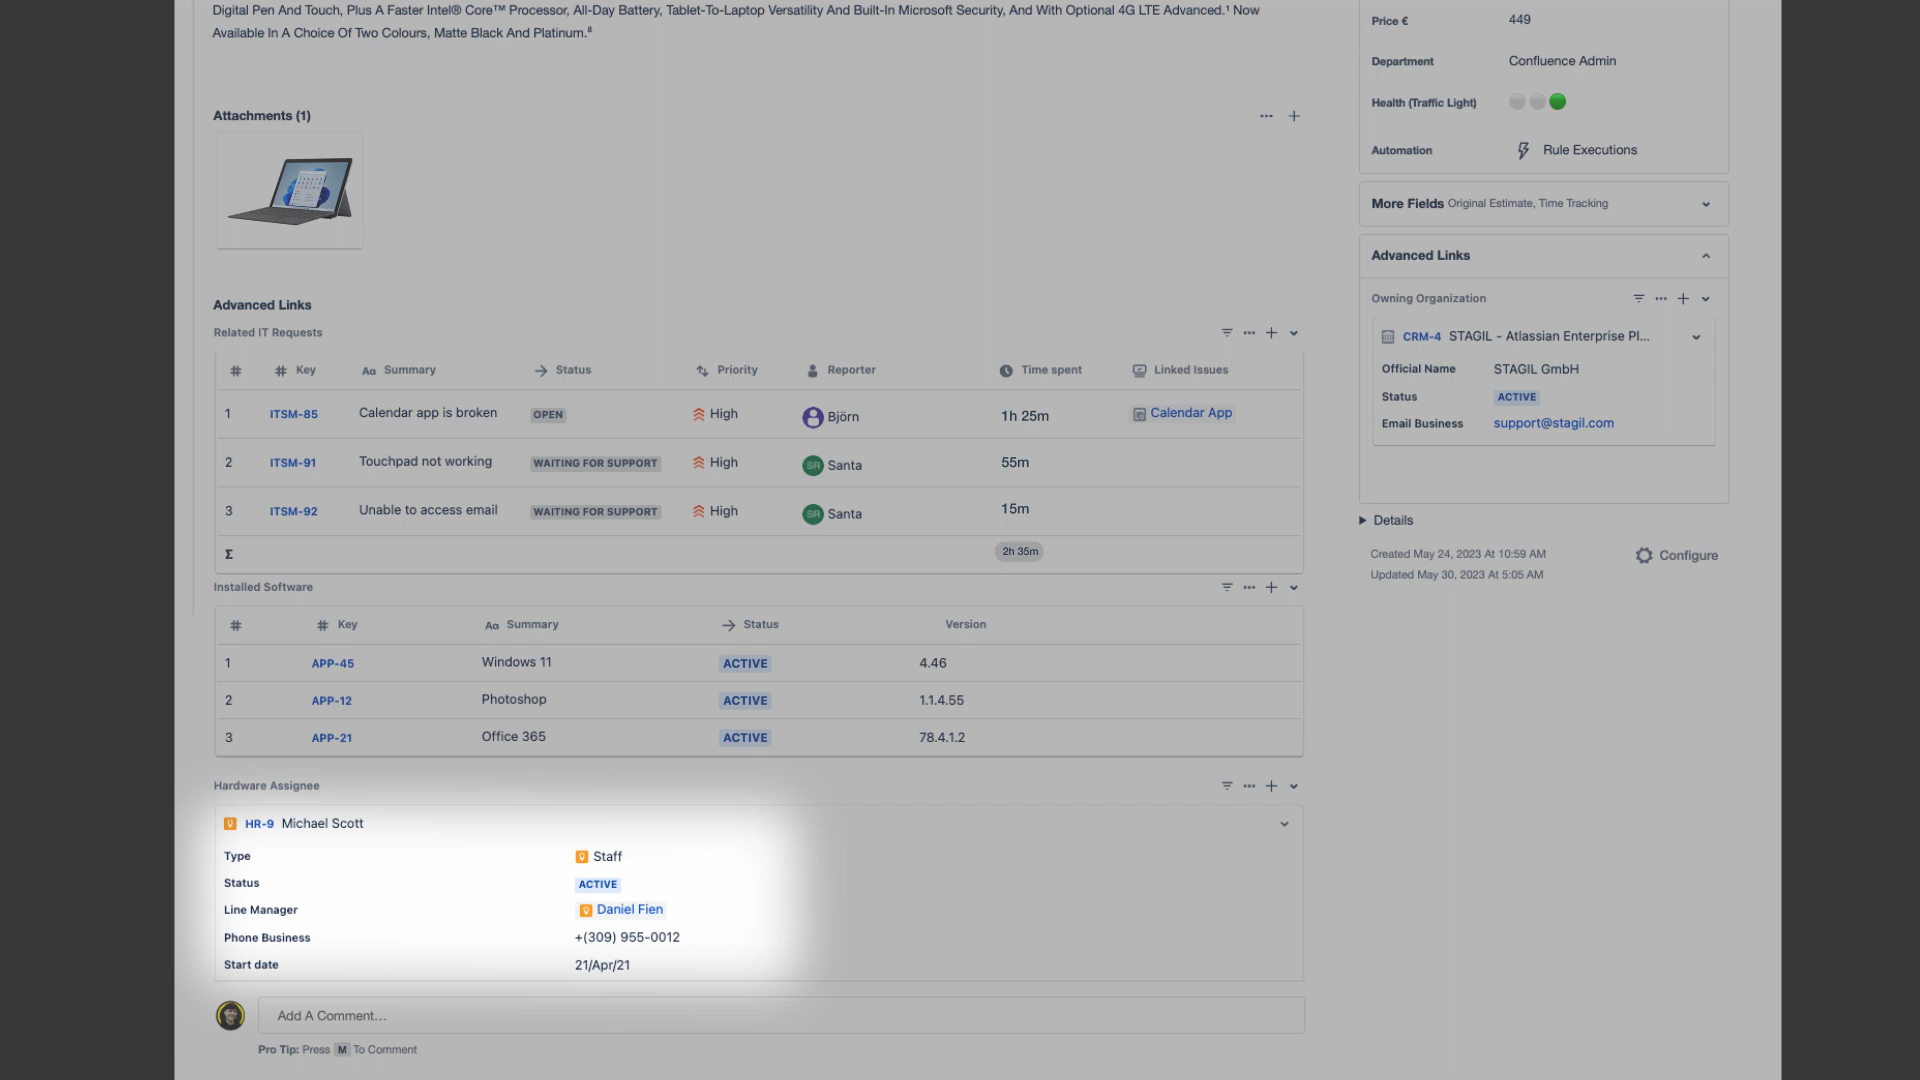 Digital Pen And Touch, Plus A Faster Intel® Core™ Processor, All-Day Battery, Tablet-To-Laptop Versatility And Built-In Microsoft Security, And With Optional 4G LTE Advanced.¹ Now
Available In A Choice Of Two Colours, Matte Black And Platinum.⁸
Attachments (1)
Advanced Links
Related IT Requests
# # Key Aa Summary Status Priority Reporter Time spent Linked Issues
1 ITSM-85 Calendar app is broken OPEN High Björn 1h 25m Calendar App
2 ITSM-91 Touchpad not working WAITING FOR SUPPORT High SR Santa 55m
3 ITSM-92 Unable to access email WAITING FOR SUPPORT High SR Santa 15m
Σ 2h 35m
Installed Software
# # Key Aa Summary Status Version
1 APP-45 Windows 11 ACTIVE 4.46
2 APP-12 Photoshop ACTIVE 1.1.4.55
3 APP-21 Office 365 ACTIVE 78.4.1.2
Hardware Assignee
HR-9 Michael Scott
Type Staff
Status ACTIVE
Line Manager Daniel Fien
Phone Business +(309) 955-0012
Start date 21/Apr/21
Add A Comment...
Pro Tip: Press M To Comment
Price € 449
Department Confluence Admin
Health (Traffic Light)
Automation Rule Executions
More Fields Original Estimate, Time Tracking
Advanced Links
Owning Organization
CRM-4 STAGIL - Atlassian Enterprise Pl...
Official Name STAGIL GmbH
Status ACTIVE
Email Business support@stagil.com
Details
Created May 24, 2023 At 10:59 AM
Configure
Updated May 30, 2023 At 5:05 AM